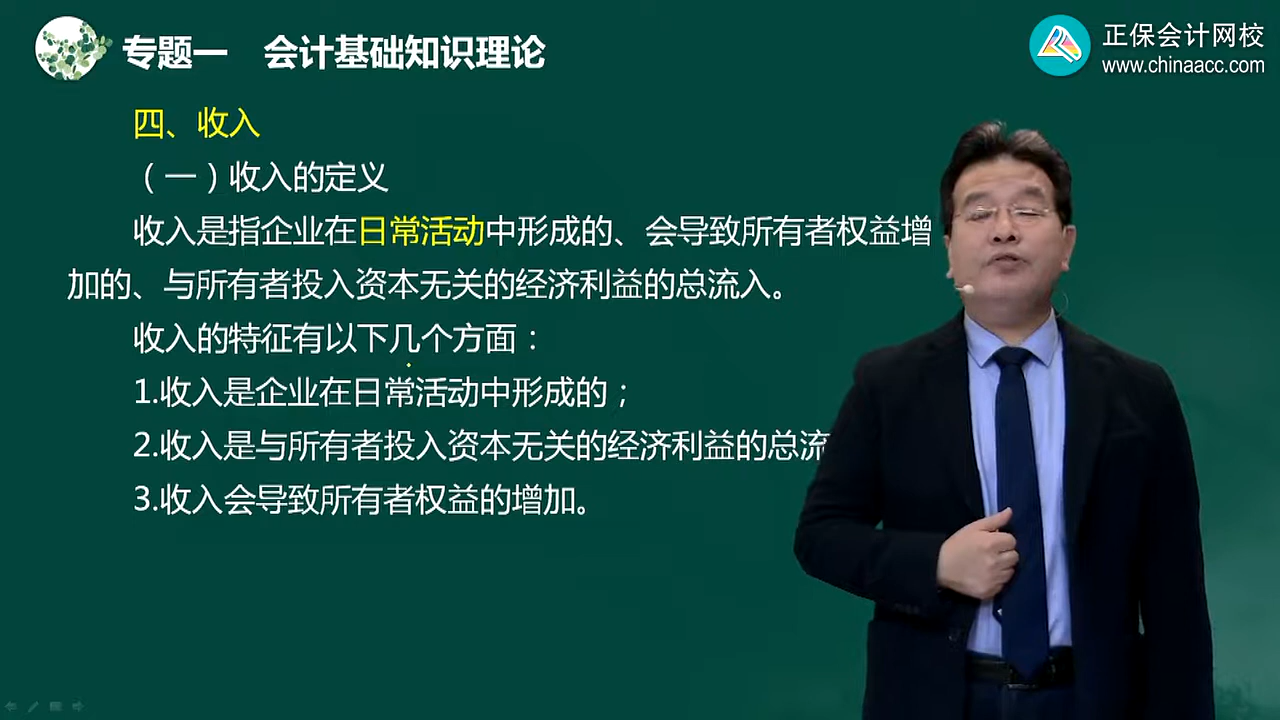 专题一 会计基础知识理论
正保会计网校
www.chinaacc.com
四、收入
（一）收入的定义
收入是指企业在日常活动中形成的、会导致所有者权益增
加的、与所有者投入资本无关的经济利益的总流入。
收入的特征有以下几个方面：
1.收入是企业在日常活动中形成的；
2.收入是与所有者投入资本无关的经济利益的总流
3.收入会导致所有者权益的增加。